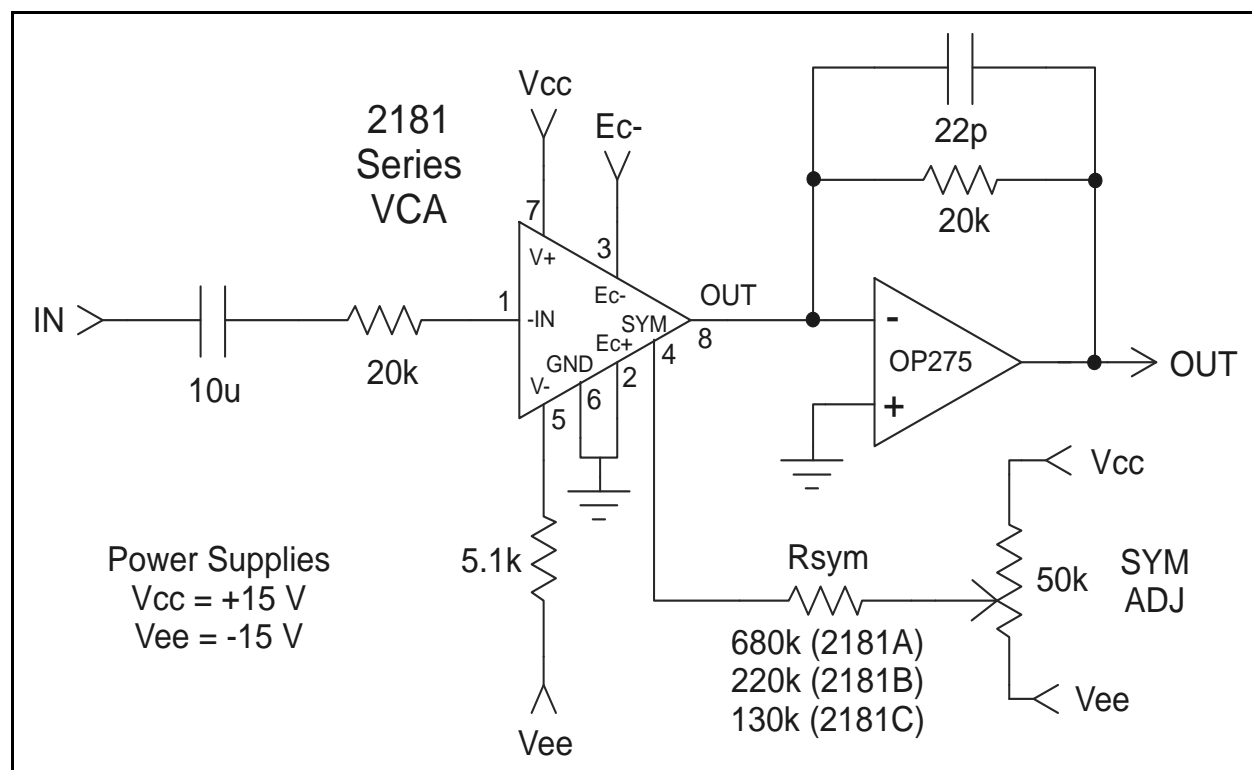 22p
20k
Vcc
Ec-
2181
Series
VCA
7
V+
3
Ec-
IN
10u
20k
1
-IN
SYM
Ec+
GND
V-
OUT
8
4
2
6
5
-
OP275
+
OUT
5.1k
Vee
Power Supplies
Vcc = +15 V
Vee = -15 V
Rsym
680k (2181A)
220k (2181B)
130k (2181C)
Vcc
50k
SYM
ADJ
Vee